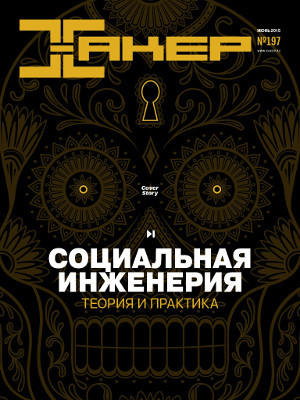 ХАКЕР
ИЮНЬ 2015
№197
Cover
Story
СОЦИАЛЬНАЯ
ИНЖЕНЕРИЯ
ТЕОРИЯ И ПРАКТИКА